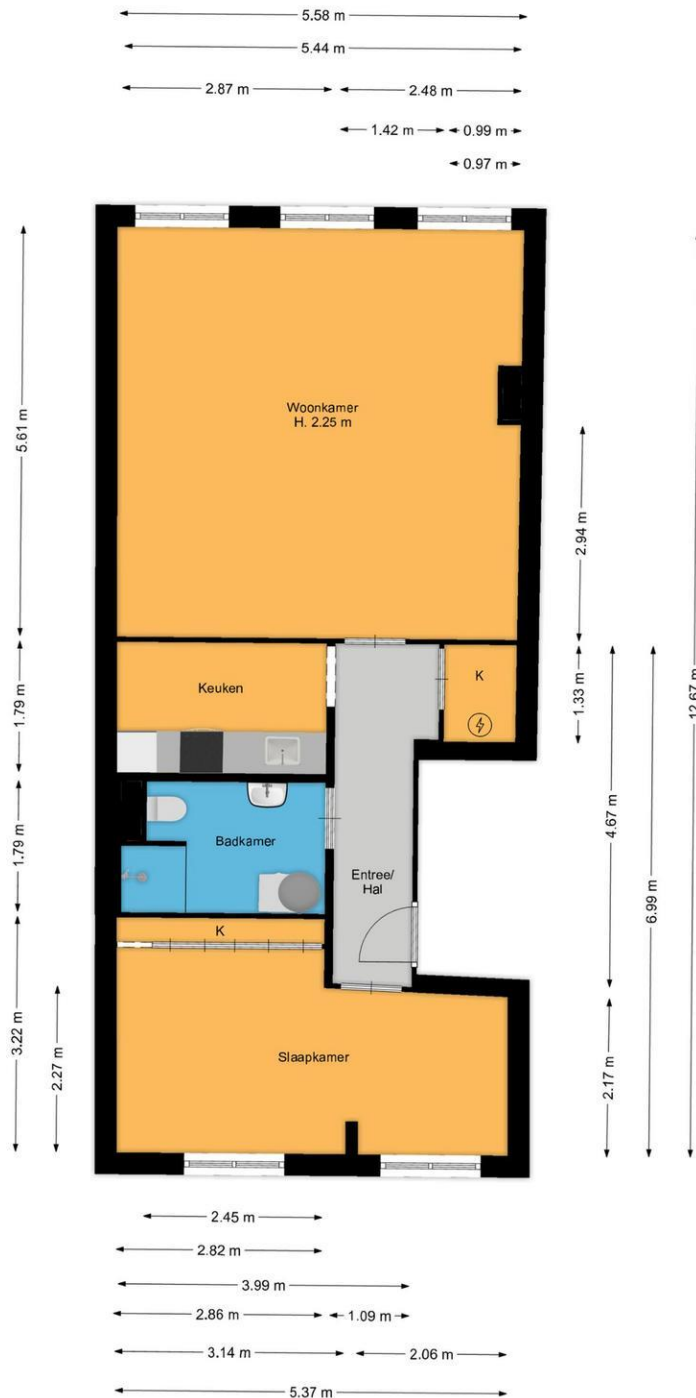 5.58 m
5.44 m
2.87 m
2.48 m
1.42 m
0.99 m
0.97 m
Woonkamer
H. 2.25 m
5.61 m
2.94 m
12.67 m
Keuken
K
1.79 m
1.33 m
4.67 m
6.99 m
Badkamer
1.79 m
Entree/
Hal
K
3.22 m
2.27 m
Slaapkamer
2.17 m
2.45 m
2.82 m
3.99 m
2.86 m
1.09 m
3.14 m
2.06 m
5.37 m